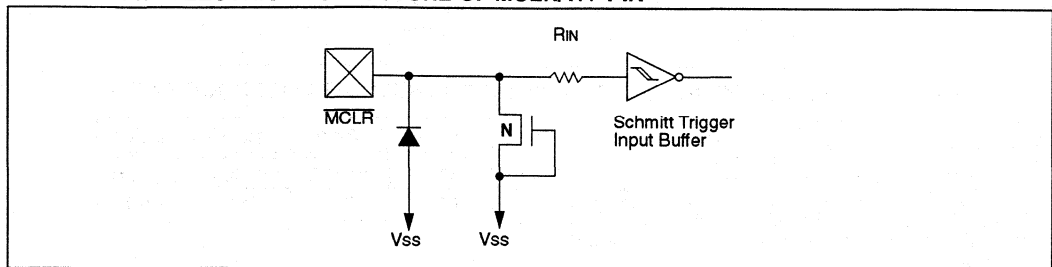 RIN
MCLR
N
Schmitt Trigger
Input Buffer
Vss
Vss